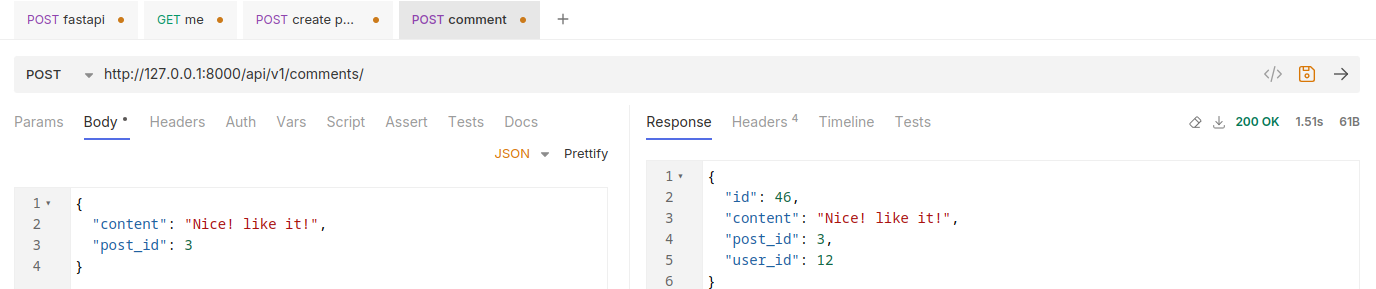 POST fastapi GET me POST create p... POST comment
POST http://127.0.0.1:8000/api/v1/comments/
Params Body Headers Auth Vars Script Assert Tests Docs
JSON Prettify
1 {
2 "content": "Nice! like it!",
3 "post_id": 3
4 }
Response Headers 4 Timeline Tests 200 OK 1.51s 61B
1 {
2 "id": 46,
3 "content": "Nice! like it!",
4 "post_id": 3,
5 "user_id": 12
6 }